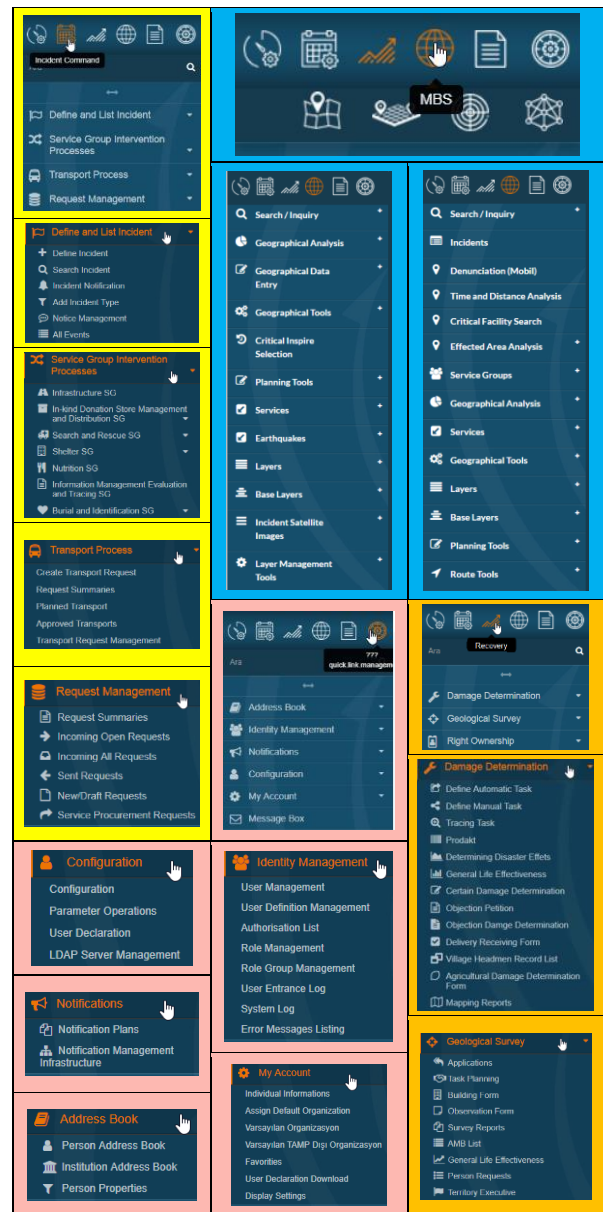 Incident Command
Define and List Incident
Service Group Intervention
Processes
Transport Process
Request Management
Define and List Incident
Define Incident
Search Incident
Incident Notification
Add Incident Type
Notice Management
All Events
Service Group Intervention
Processes
Infrastructure SG
In-kind Donation Store Management
and Distribution SG
Search and Rescue SG
Shelter SG
Nutrition SG
Information Management Evaluation
and Tracing SG
Burial and Identification SG
Transport Process
Create Transport Request
Request Summaries
Planned Transport
Approved Transports
Transport Request Management
Request Management
Request Summaries
Incoming Open Requests
Incoming All Requests
Sent Requests
New/Draft Requests
Service Procurement Requests
Configuration
Configuration
Parameter Operations
User Declaration
LDAP Server Management
Notifications
Notification Plans
Notification Management
Infrastructure
Address Book
Person Address Book
Institution Address Book
Person Properties
MBS
Search / Inquiry
Geographical Analysis
Geographical Data
Entry
Geographical Tools
Critical Inspire
Selection
Planning Tools
Services
Earthquakes
Layers
Base Layers
Incident Satellite
Images
Layer Management
Tools
Search / Inquiry
Incidents
Denunciation (Mobil)
Time and Distance Analysis
Critical Facility Search
Effected Area Analysis
Service Groups
Geographical Analysis
Services
Geographical Tools
Layers
Base Layers
Planning Tools
Route Tools
Ara
???
quick.link.managem
Address Book
Identity Management
Notifications
Configuration
My Account
Message Box
Identity Management
User Management
User Definition Management
Authorisation List
Role Management
Role Group Management
User Entrance Log
System Log
Error Messages Listing
My Account
Individual Informations
Assign Default Organization
Varsayılan Organizasyon
Varsayılan TAMP Dışı Organizasyon
Favorities
User Declaration Download
Display Settings
Ara
Recovery
Damage Determination
Geological Survey
Right Ownership
Damage Determination
Define Automatic Task
Define Manual Task
Tracing Task
Prodakt
Determining Disaster Effets
General Life Effectiveness
Certain Damage Determination
Objection Petition
Objection Damge Determination
Delivery Receiving Form
Village Headmen Record List
Agricultural Damage Determination
Form
Mapping Reports
Geological Survey
Applications
Task Planning
Building Form
Observation Form
Survey Reports
AMB List
General Life Effectiveness
Person Requests
Territory Executive